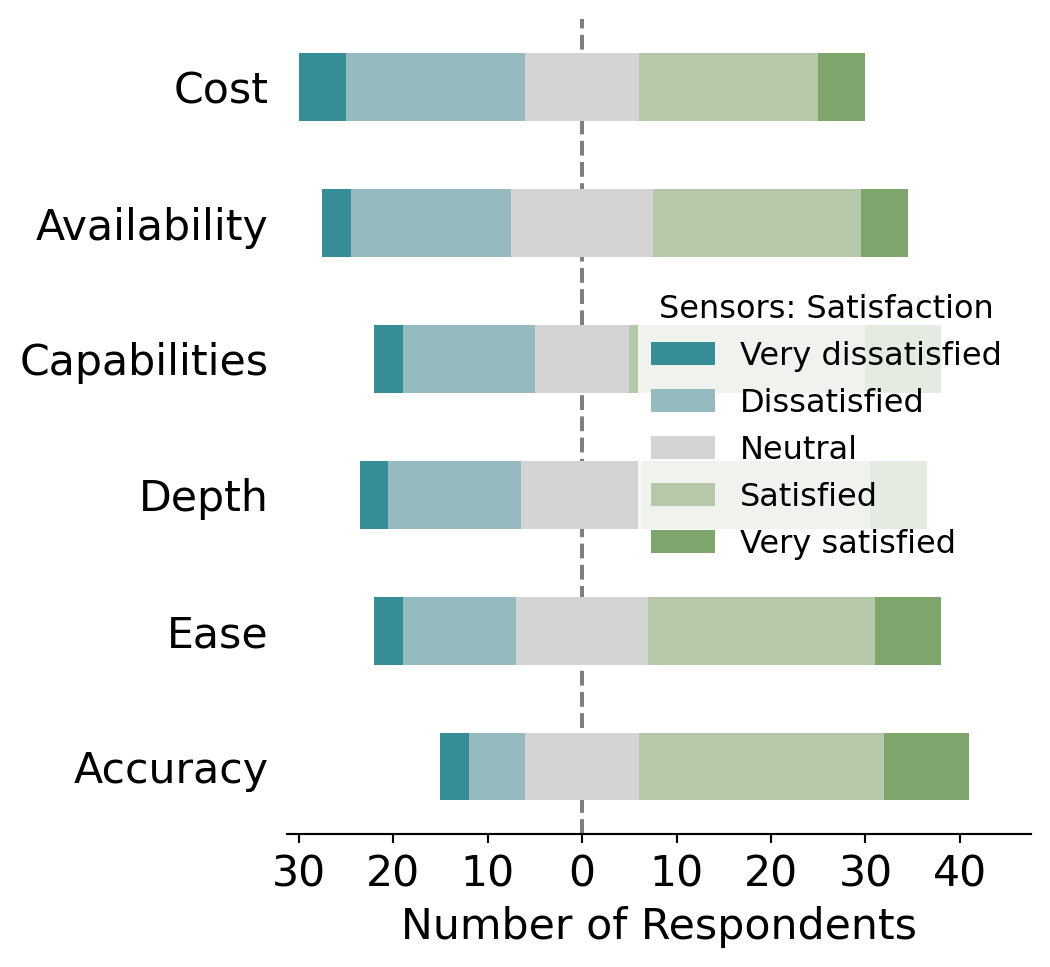 Cost
Availability
Capabilities
Depth
Ease
Accuracy
Sensors: Satisfaction
Very dissatisfied
Dissatisfied
Neutral
Satisfied
Very satisfied
30 20 10 0 10 20 30 40
Number of Respondents